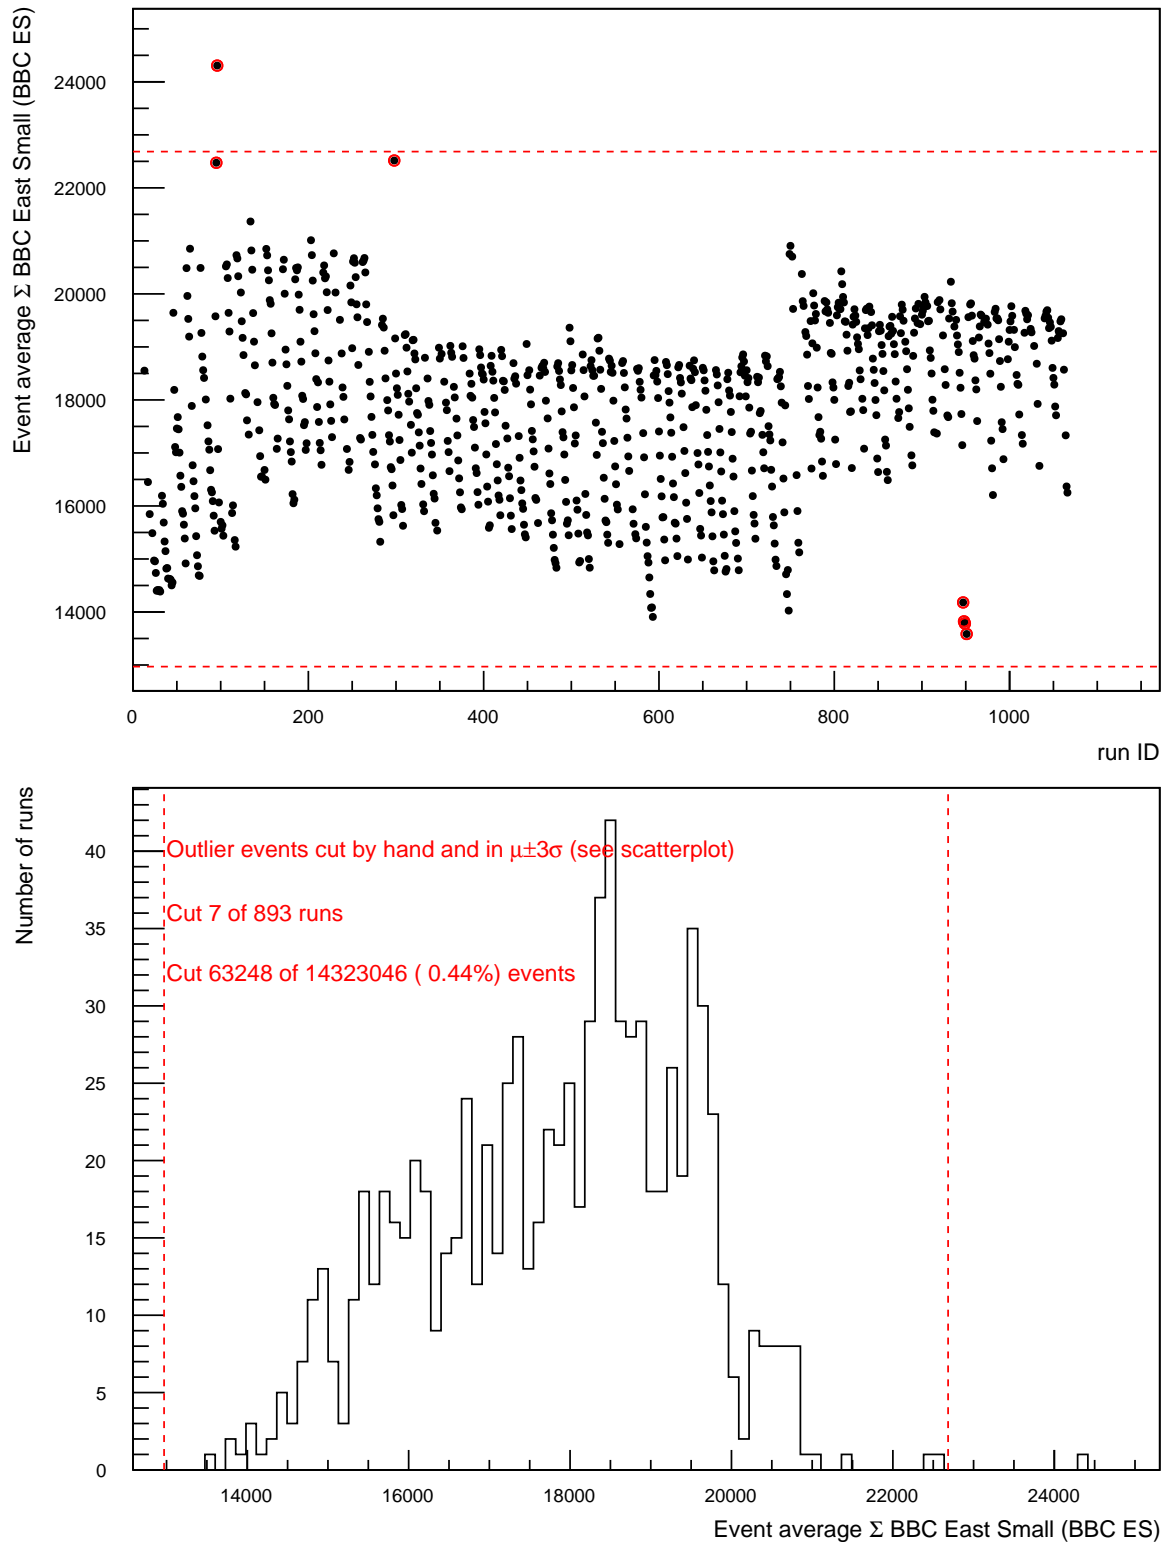 Event average Σ BBC East Small (BBC ES)
24000
22000
20000
18000
16000
14000
0 200 400 600 800 1000
run ID
Number of runs
40
35
30
25
20
15
10
5
0
Outlier events cut by hand and in μ±3σ (see scatterplot)
Cut 7 of 893 runs
Cut 63248 of 14323046 ( 0.44%) events
14000 16000 18000 20000 22000 24000
Event average Σ BBC East Small (BBC ES)